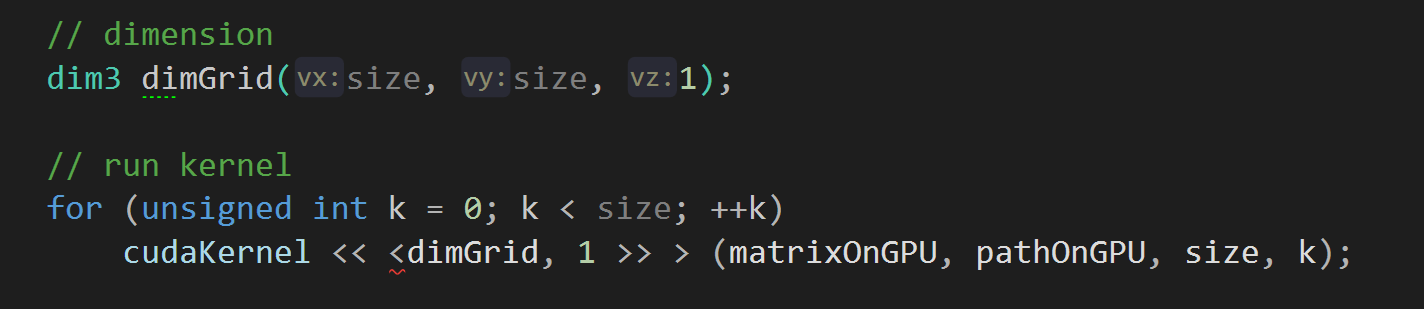 // dimension
dim3 dimGrid(vx:size, vy:size, vz:1);
// run kernel
for (unsigned int k = 0; k < size; ++k)
cudaKernel << <dimGrid, 1 >> > (matrixOnGPU, pathOnGPU, size, k);